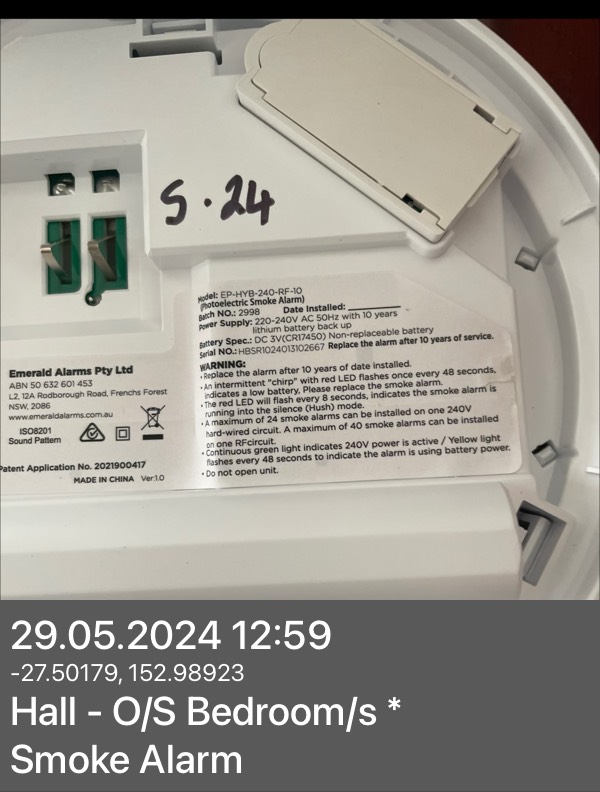 S.24
Model: EP-HYB-240-RF-10
(Photoelectric Smoke Alarm)
Batch NO.: 2998 Date Installed:
Power Supply: 220-240V AC 50Hz with 10 years
lithium battery back up
Battery Spec.: DC 3V(CR17450) Non-replaceable battery
Serial NO.:HBSR1024013102667 Replace the alarm after 10 years of service.
WARNING:
•Replace the alarm after 10 years of date installed.
•An intermittent "chirp" with red LED flashes once every 48 seconds,
indicates a low battery, Please replace the smoke alarm.
•The red LED will flash every 8 seconds, indicates the smoke alarm is
running into the silence (Hush) mode.
•A maximum of 24 smoke alarms can be installed on one 240V
hard-wired circuit. A maximum of 40 smoke alarms can be installed
on one RFcircuit.
•Continuous green light indicates 240V power is active / Yellow light
flashes every 48 seconds to indicate the alarm is using battery power.
•Do not open unit.
Emerald Alarms Pty Ltd
ABN 50 632 601 453
L2, 12A Rodborough Road, Frenchs Forest
NSW, 2086
www.emeraldalarms.com.au
ISO8201
Sound Pattern
Patent Application No. 2021900417
MADE IN CHINA Ver:1.0
29.05.2024 12:59
-27.50179, 152.98923
Hall - O/S Bedroom/s *
Smoke Alarm